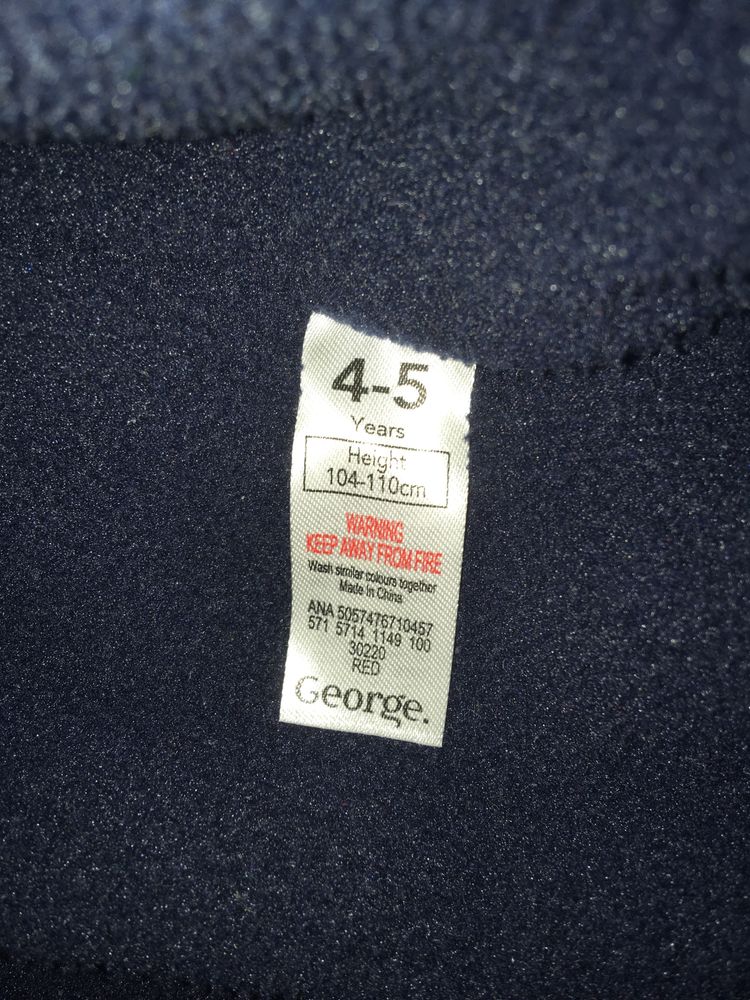 4-5
Years
Height
104-110cm
WARNING
KEEP AWAY FROM FIRE
Wash similar colours together
Made in China
ANA 5057476710457
571 5714 1149 100
30220
RED
George.